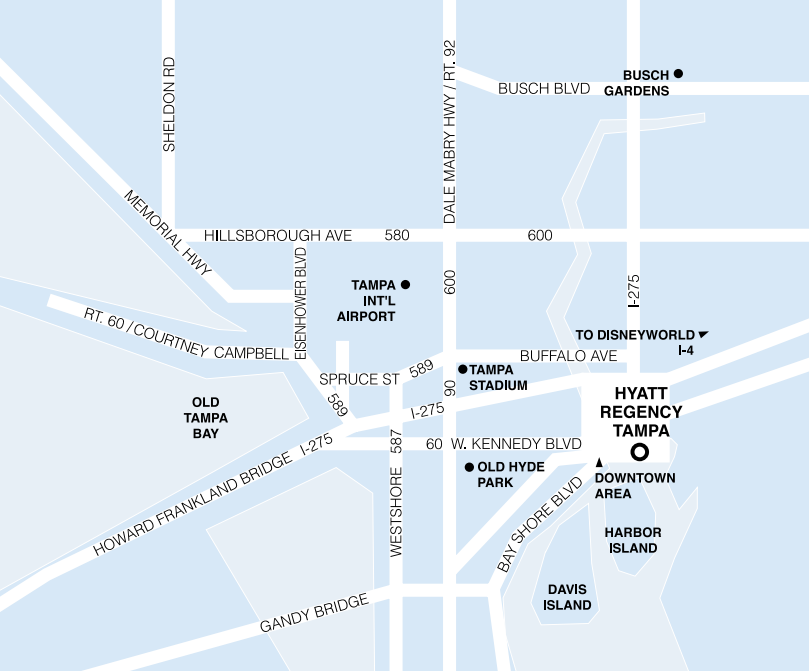 SHELDON RD
DALE MABRY HWY / RT. 92
BUSCH
GARDENS
BUSCH BLVD
MEMORIAL HWY
HILLSBOROUGH AVE
580
600
EISENHOWER BLVD
TAMPA
INT'L
AIRPORT
600
I-275
RT. 60 / COURTNEY CAMPBELL
TO DISNEYWORLD
I-4
BUFFALO AVE
SPRUCE ST
589
TAMPA
STADIUM
90
589
I-275
HYATT
REGENCY
TAMPA
OLD
TAMPA
BAY
HOWARD FRANKLAND BRIDGE
I-275
60
W. KENNEDY BLVD
587
WESTSHORE
OLD HYDE
PARK
DOWNTOWN
AREA
BAY SHORE BLVD
HARBOR
ISLAND
DAVIS
ISLAND
GANDY BRIDGE